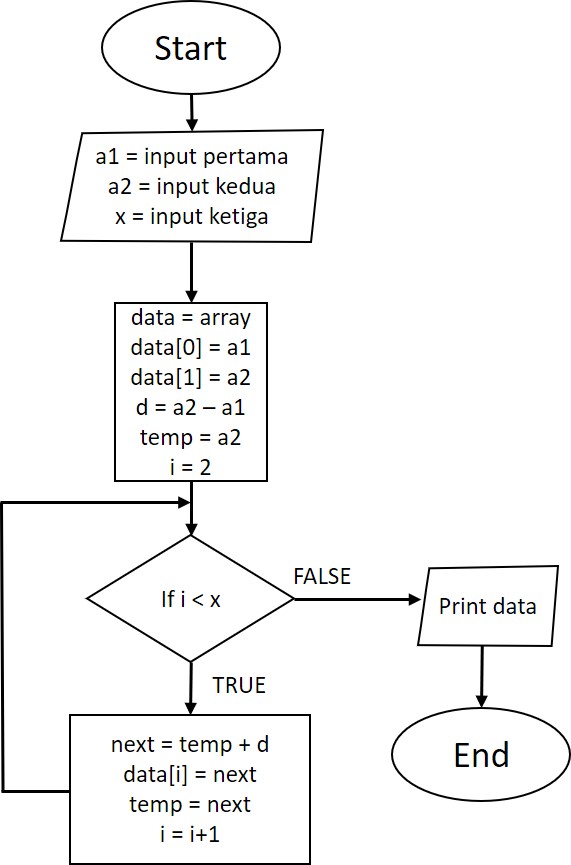 Start
a1 = input pertama
a2 = input kedua
x = input ketiga
data = array
data[0] = a1
data[1] = a2
d = a2 – a1
temp = a2
i = 2
If i < x
FALSE
Print data
TRUE
End
next = temp + d
data[i] = next
temp = next
i = i+1